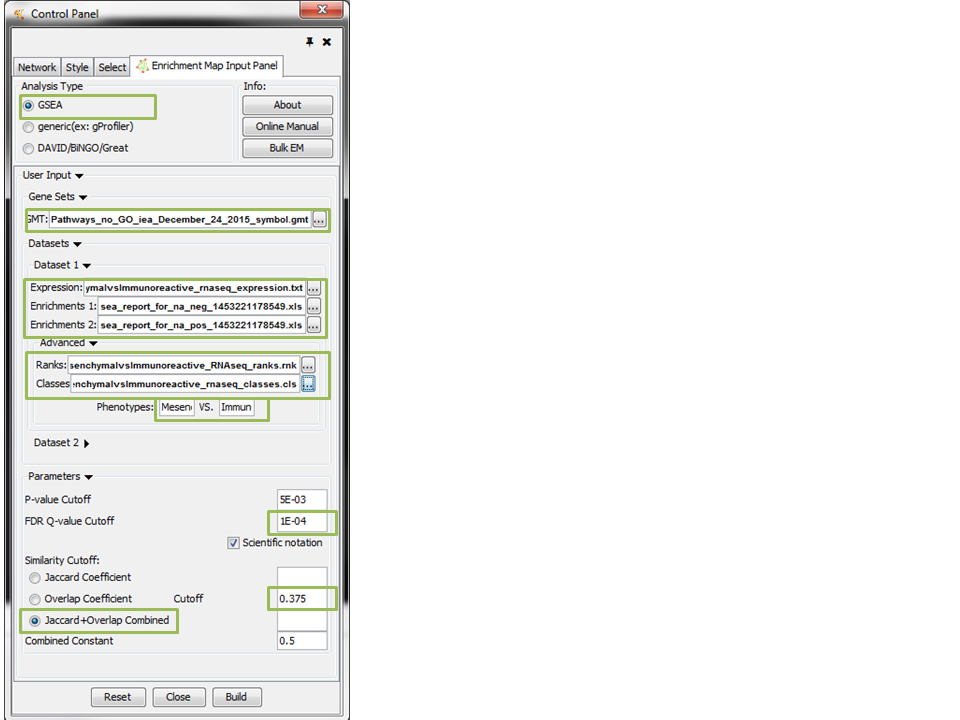 Control Panel
Network Style Select Enrichment Map Input Panel
Analysis Type
Info:
GSEA
About
generic(ex: gProfiler)
Online Manual
DAVID/BiNGO/Great
Bulk EM
User Input
Gene Sets
GMT: Pathways_no_GO_iea_December_24_2015_symbol.gmt ...
Datasets
Dataset 1
Expression: ymalvsImmunoreactive_rnaseq_expression.txt ...
Enrichments 1: sea_report_for_na_neg_1453221178549.xls ...
Enrichments 2: sea_report_for_na_pos_1453221178549.xls ...
Advanced
Ranks: senchymalvsImmunoreactive_RNAseq_ranks.rnk ...
Classes enchymalvsImmunoreactive_rnaseq_classes.cls ...
Phenotypes: Mesen VS. Immun
Dataset 2
Parameters
P-value Cutoff 5E-03
FDR Q-value Cutoff 1E-04
Scientific notation
Similarity Cutoff:
Jaccard Coefficient
Overlap Coefficient Cutoff 0.375
Jaccard+Overlap Combined
Combined Constant 0.5
Reset Close Build